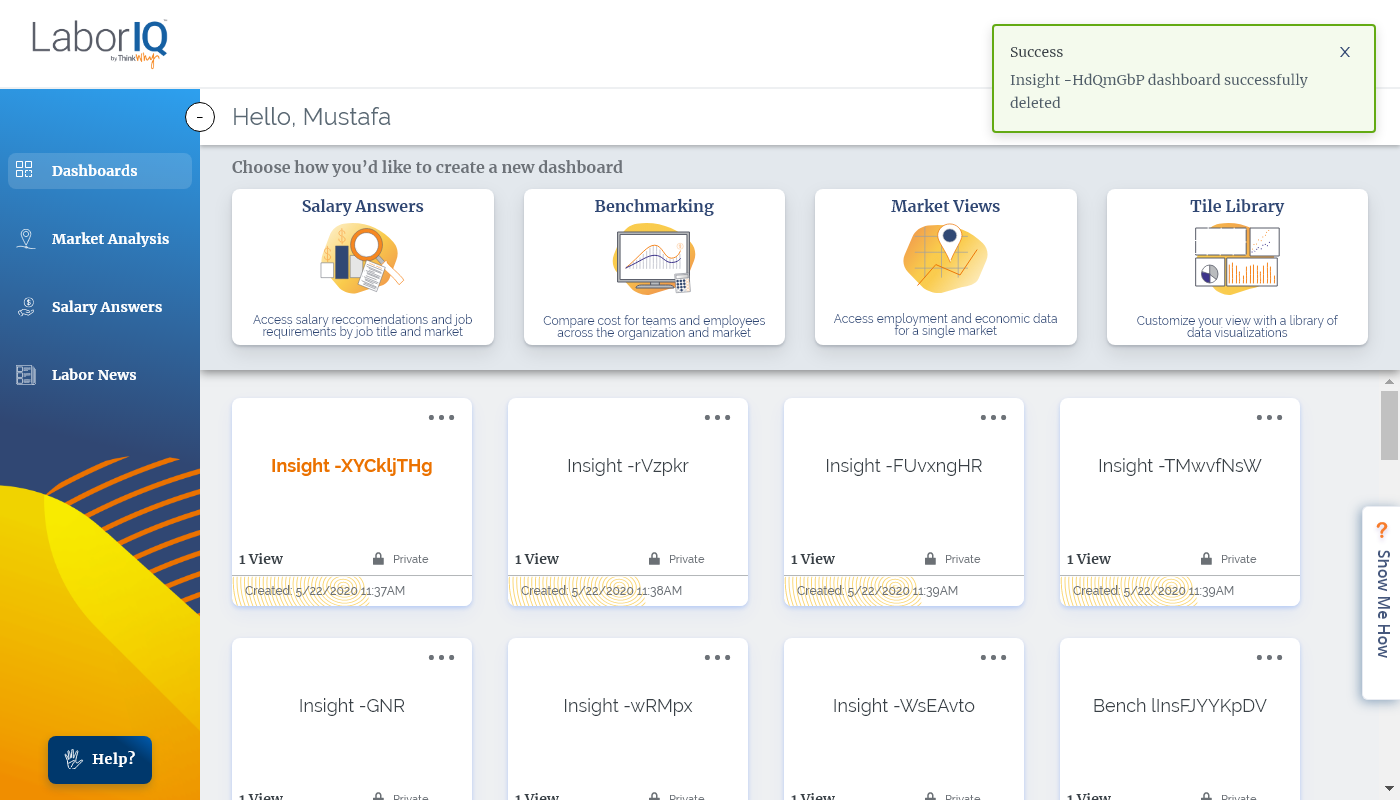 LaborIQ
by ThinkWhy
Success
X
Insight -HdQmGbP dashboard successfully
deleted
-
Hello, Mustafa
Dashboards
Market Analysis
Salary Answers
Labor News
Help?
Choose how you’d like to create a new dashboard
Salary Answers
Access salary reccomendations and job
requirements by job title and market
Benchmarking
Compare cost for teams and employees
across the organization and market
Market Views
Access employment and economic data
for a single market
Tile Library
Customize your view with a library of
data visualizations
Insight -XYCkljTHg
1 View
Private
Created: 5/22/2020 11:37AM
Insight -rVzpkr
1 View
Private
Created: 5/22/2020 11:38AM
Insight -FUvxngHR
1 View
Private
Created: 5/22/2020 11:39AM
Insight -TMwvfNsW
1 View
Private
Created: 5/22/2020 11:39AM
Insight -GNR
1 View
Private
Insight -wRMpx
1 View
Private
Insight -WsEAvto
1 View
Private
Bench lInsFJYYKpDV
1 View
Private
? Show Me How